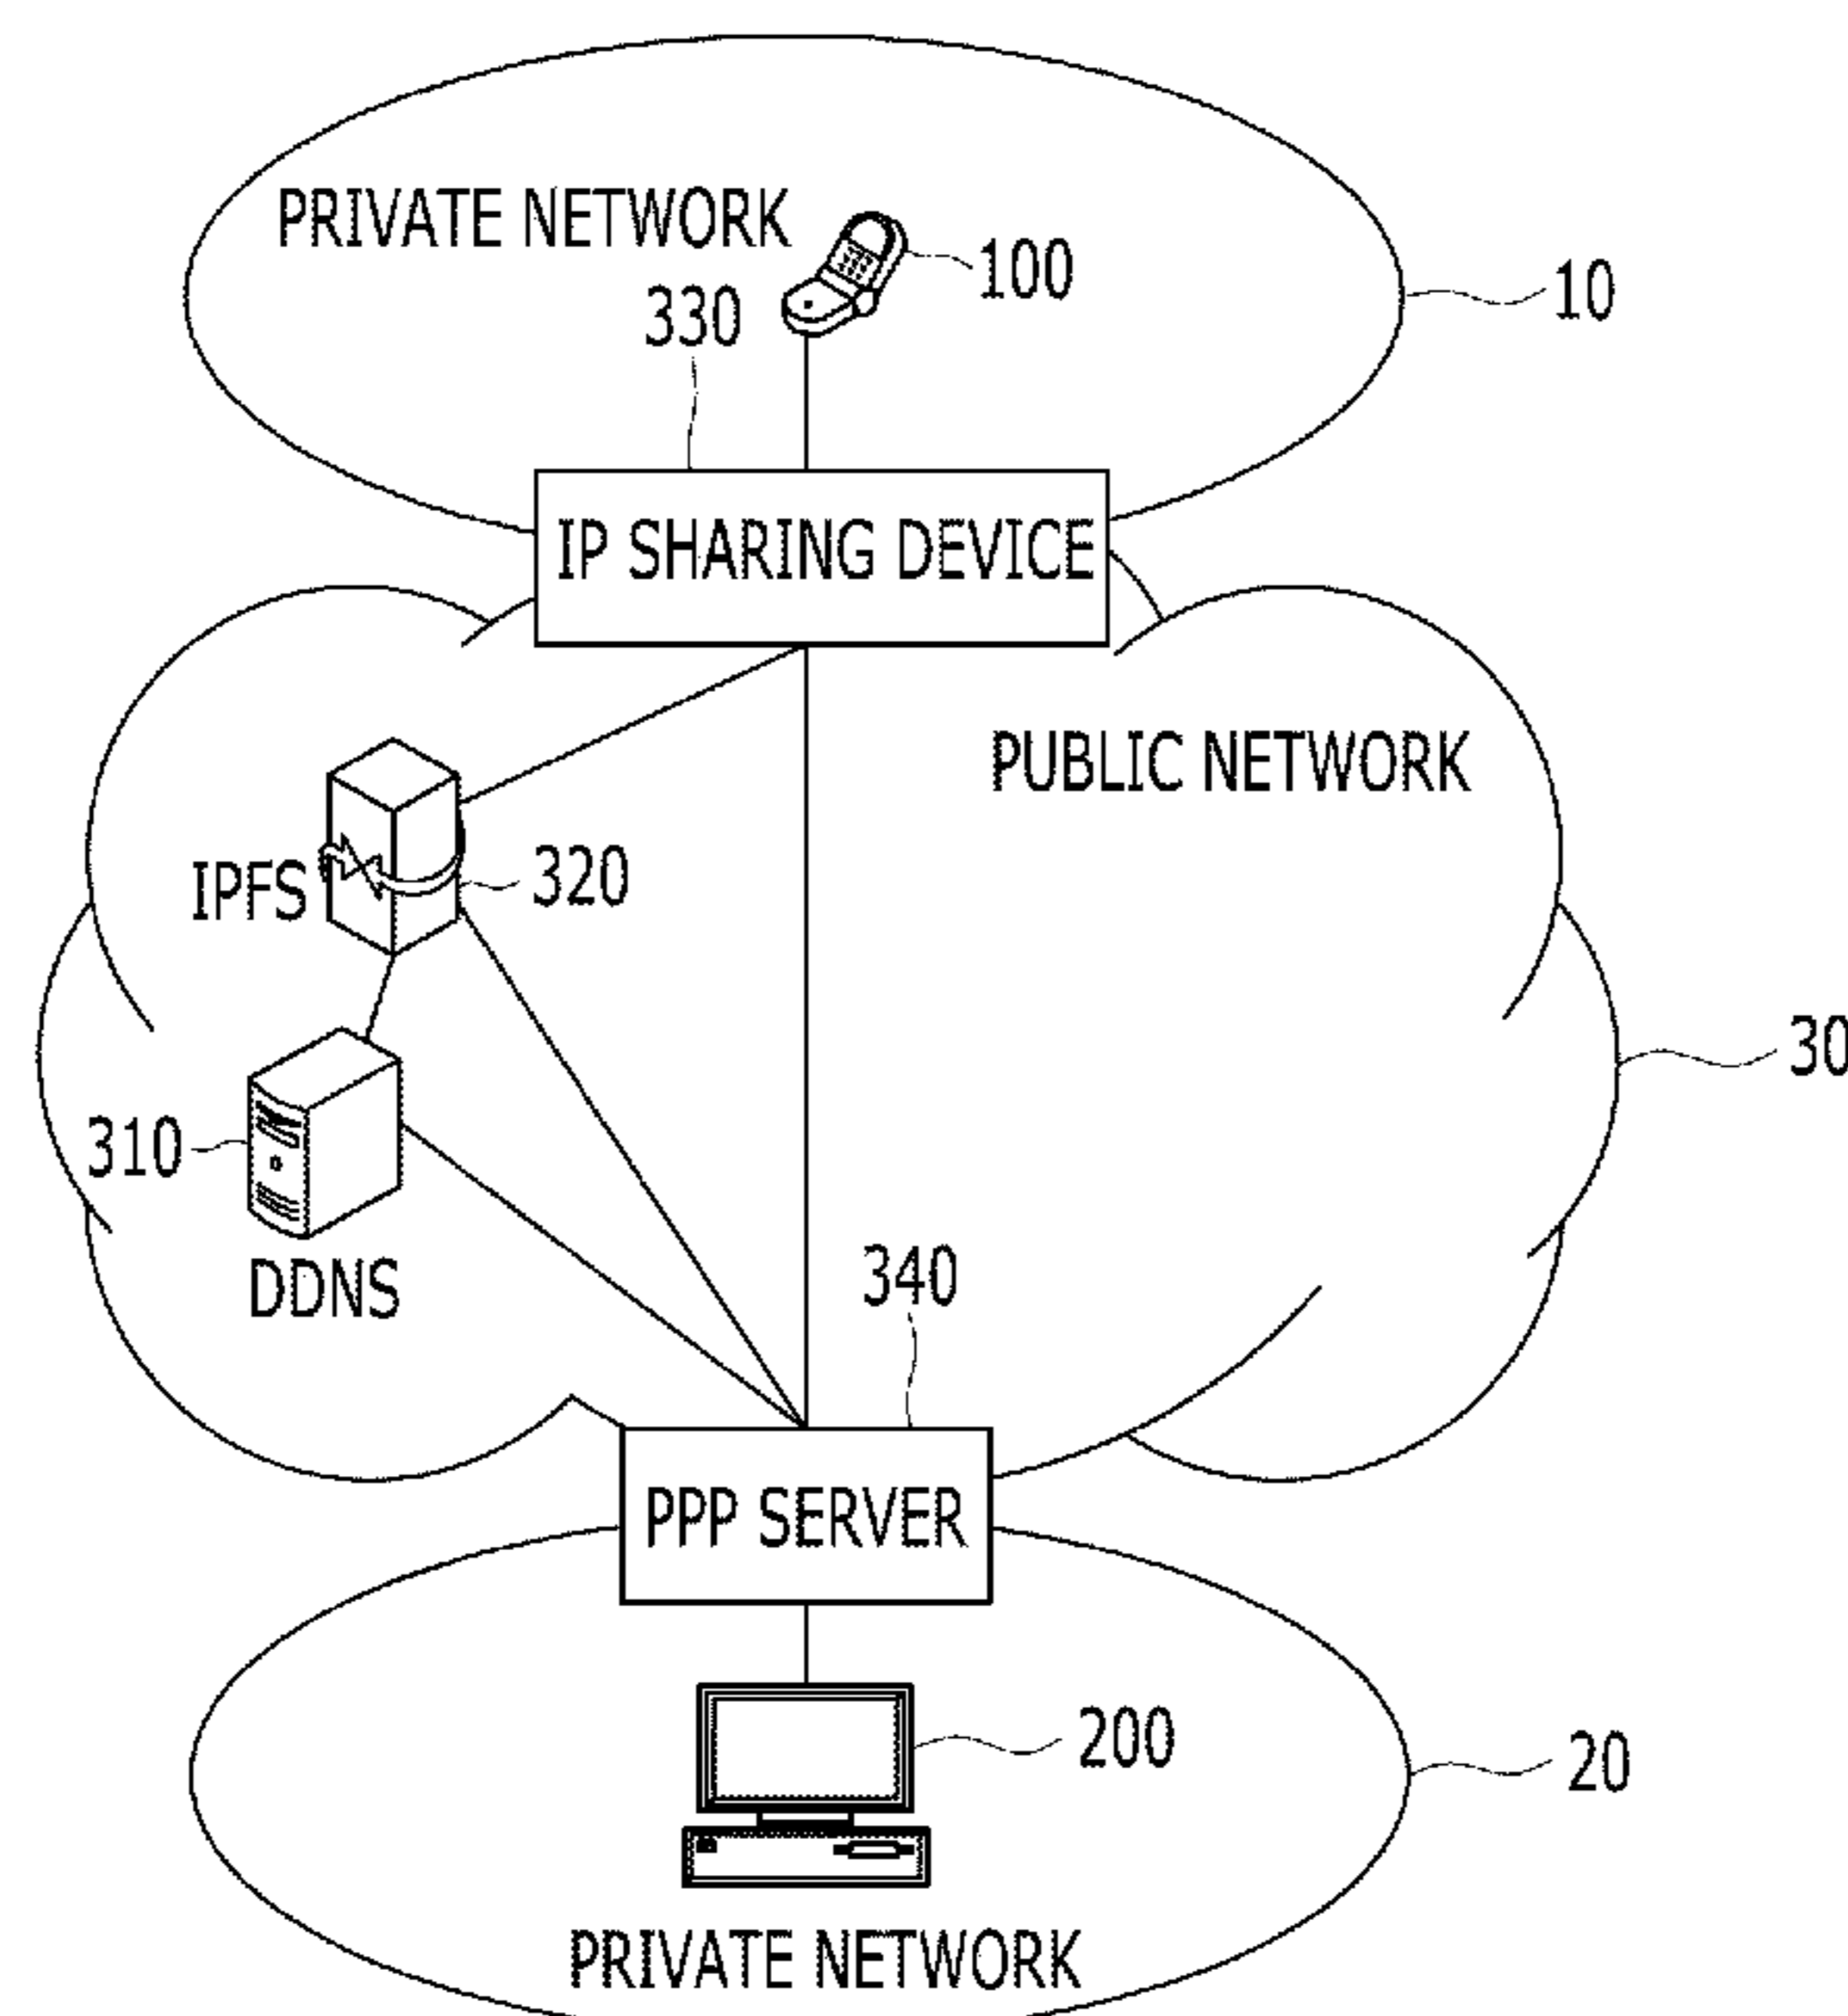 PRIVATE NETWORK
100
330
10
IP SHARING DEVICE
PUBLIC NETWORK
IPFS
320
30
310
DDNS
340
PPP SERVER
200
20
PRIVATE NETWORK